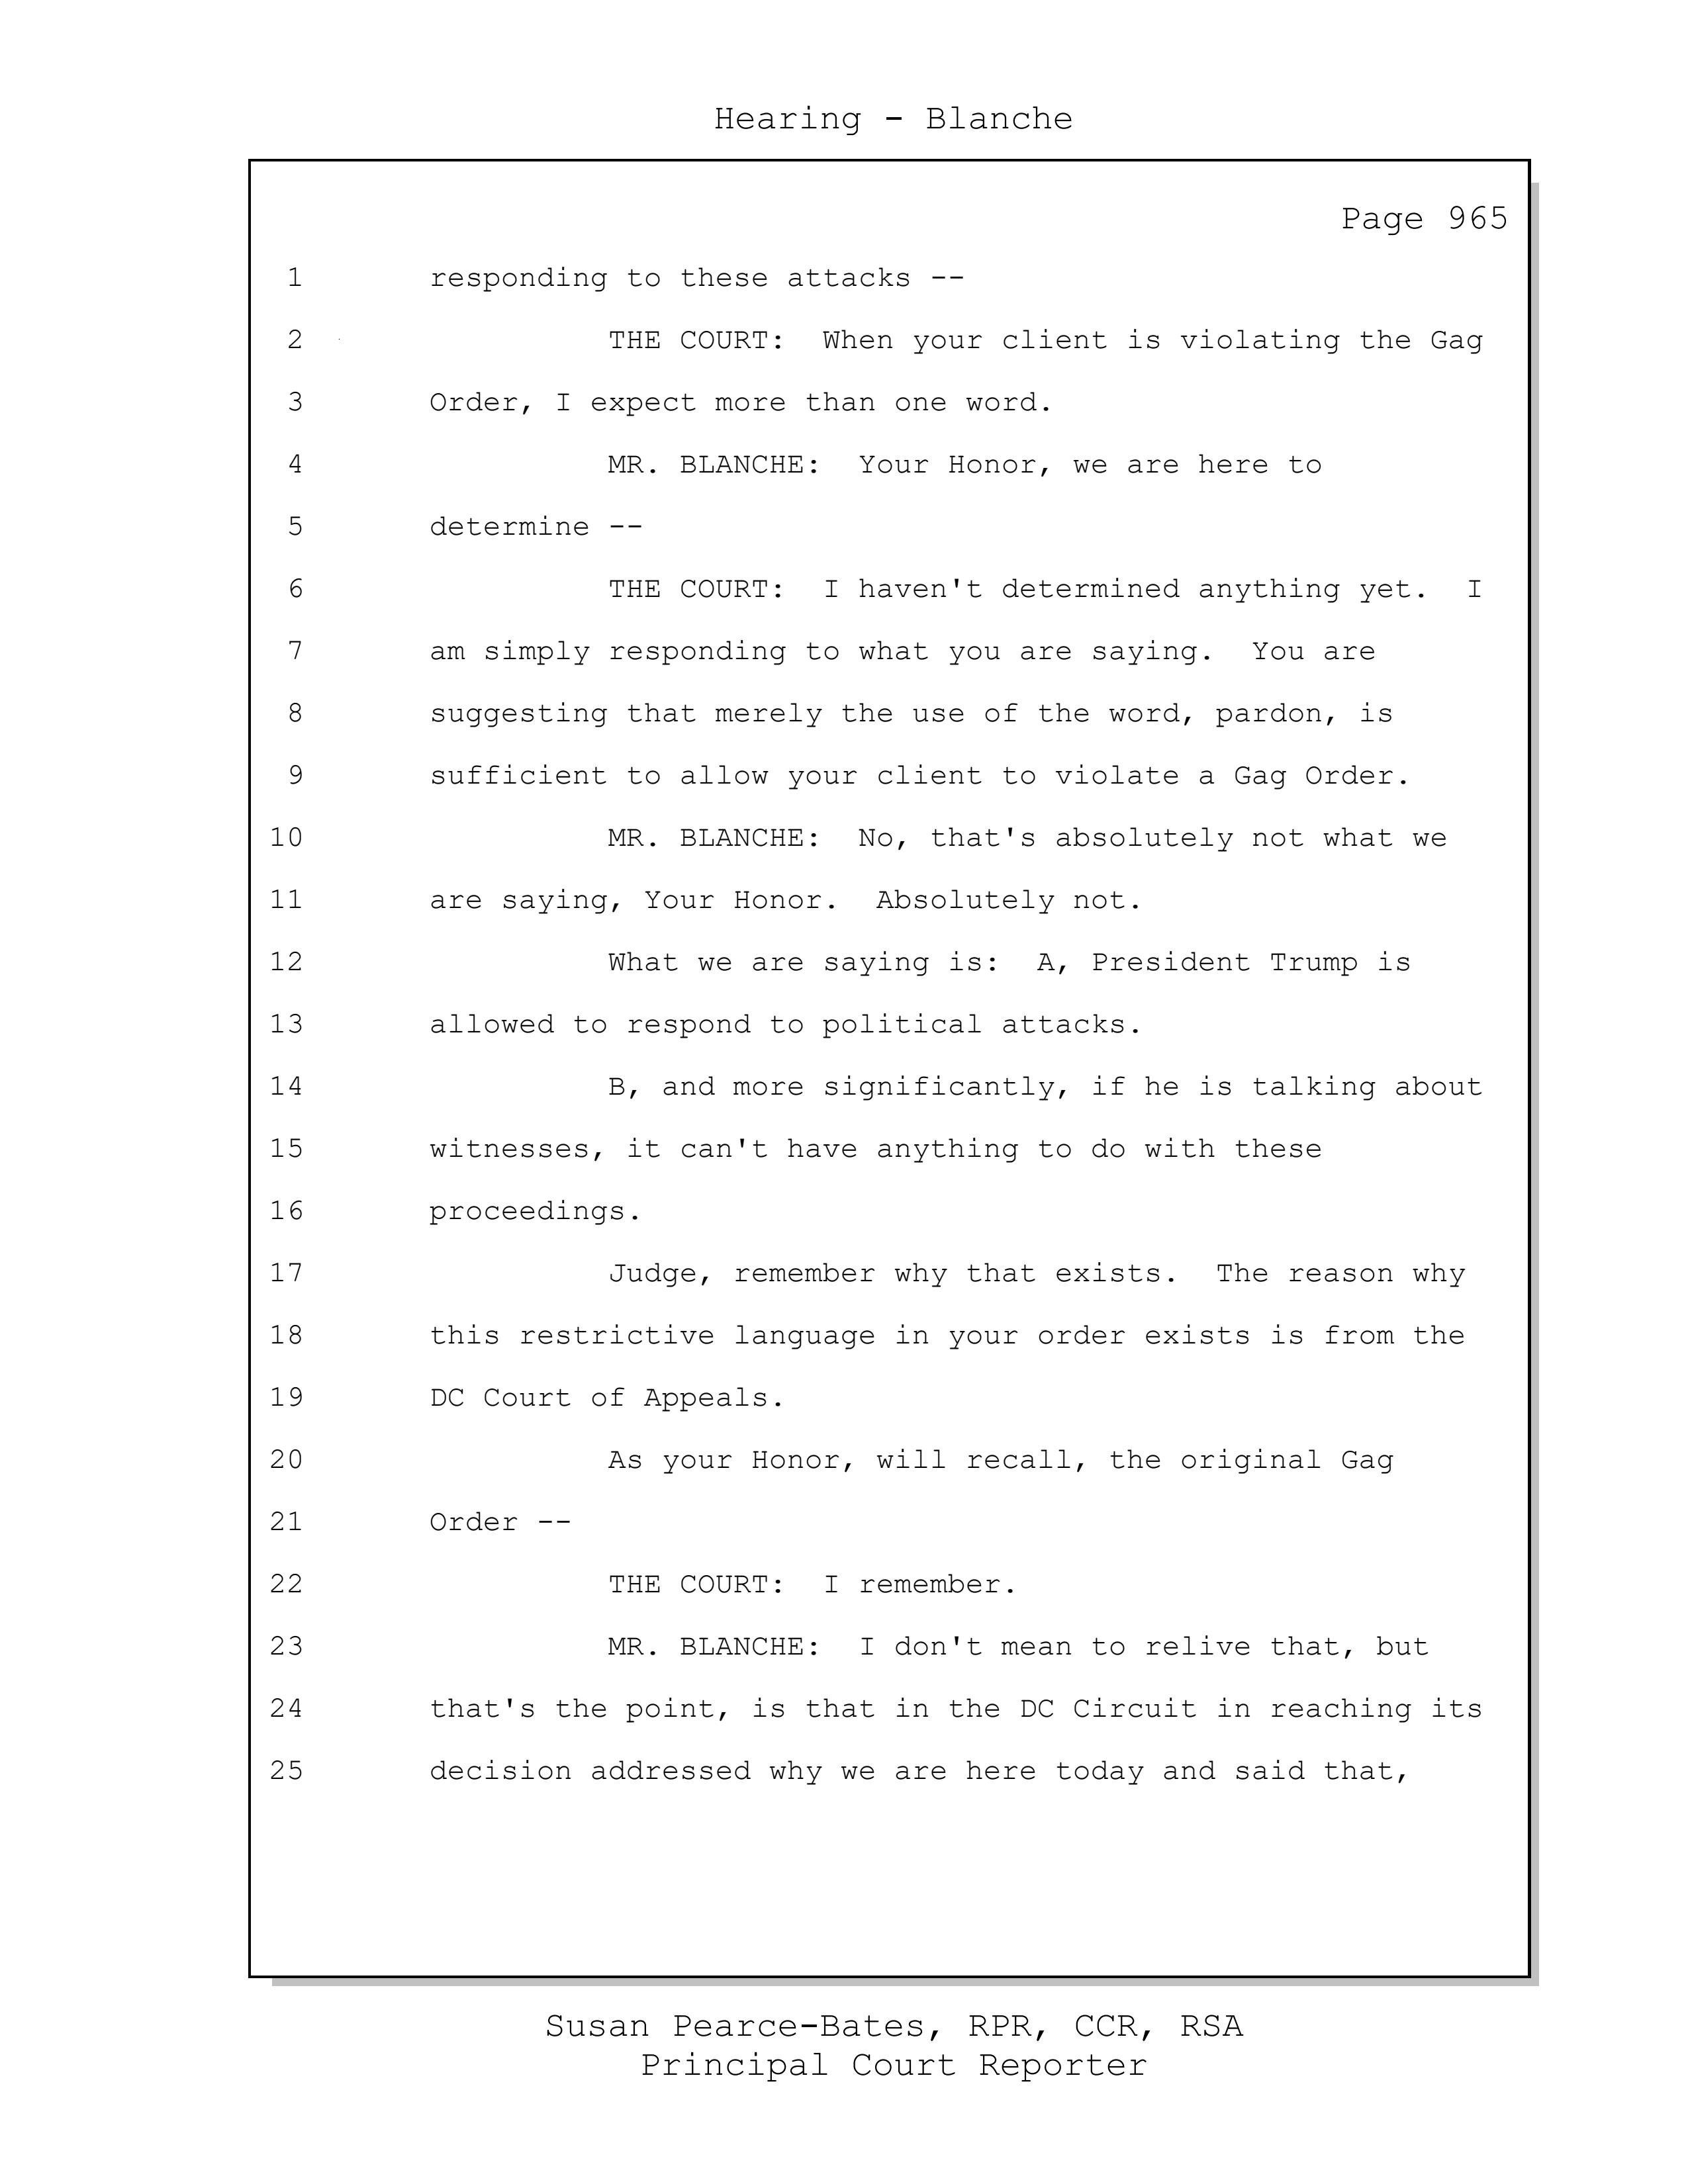 Hearing - Blanche
Page 965
1 responding to these attacks --
2 THE COURT: When your client is violating the Gag
3 Order, I expect more than one word.
4 MR. BLANCHE: Your Honor, we are here to
5 determine --
6 THE COURT: I haven't determined anything yet. I
7 am simply responding to what you are saying. You are
8 suggesting that merely the use of the word, pardon, is
9 sufficient to allow your client to violate a Gag Order.
10 MR. BLANCHE: No, that's absolutely not what we
11 are saying, Your Honor. Absolutely not.
12 What we are saying is: A, President Trump is
13 allowed to respond to political attacks.
14 B, and more significantly, if he is talking about
15 witnesses, it can't have anything to do with these
16 proceedings.
17 Judge, remember why that exists. The reason why
18 this restrictive language in your order exists is from the
19 DC Court of Appeals.
20 As your Honor, will recall, the original Gag
21 Order --
22 THE COURT: I remember.
23 MR. BLANCHE: I don't mean to relive that, but
24 that's the point, is that in the DC Circuit in reaching its
25 decision addressed why we are here today and said that,
Susan Pearce-Bates, RPR, CCR, RSA
Principal Court Reporter